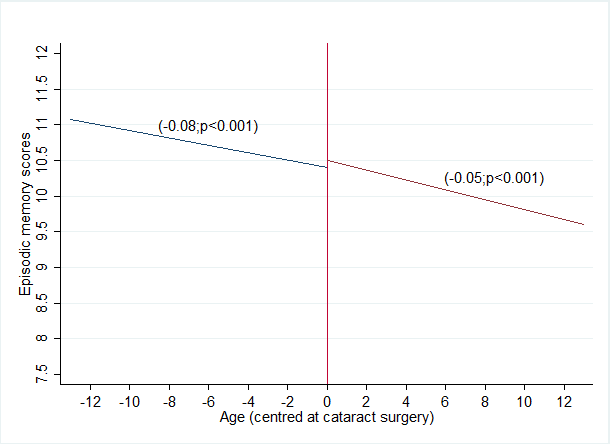 12
11.5
11
10.5
10
9.5
9
8.5
8
7.5
Episodic memory scores
(-0.08;p<0.001)
(-0.05;p<0.001)
-12 -10 -8 -6 -4 -2 0 2 4 6 8 10 12
Age (centred at cataract surgery)